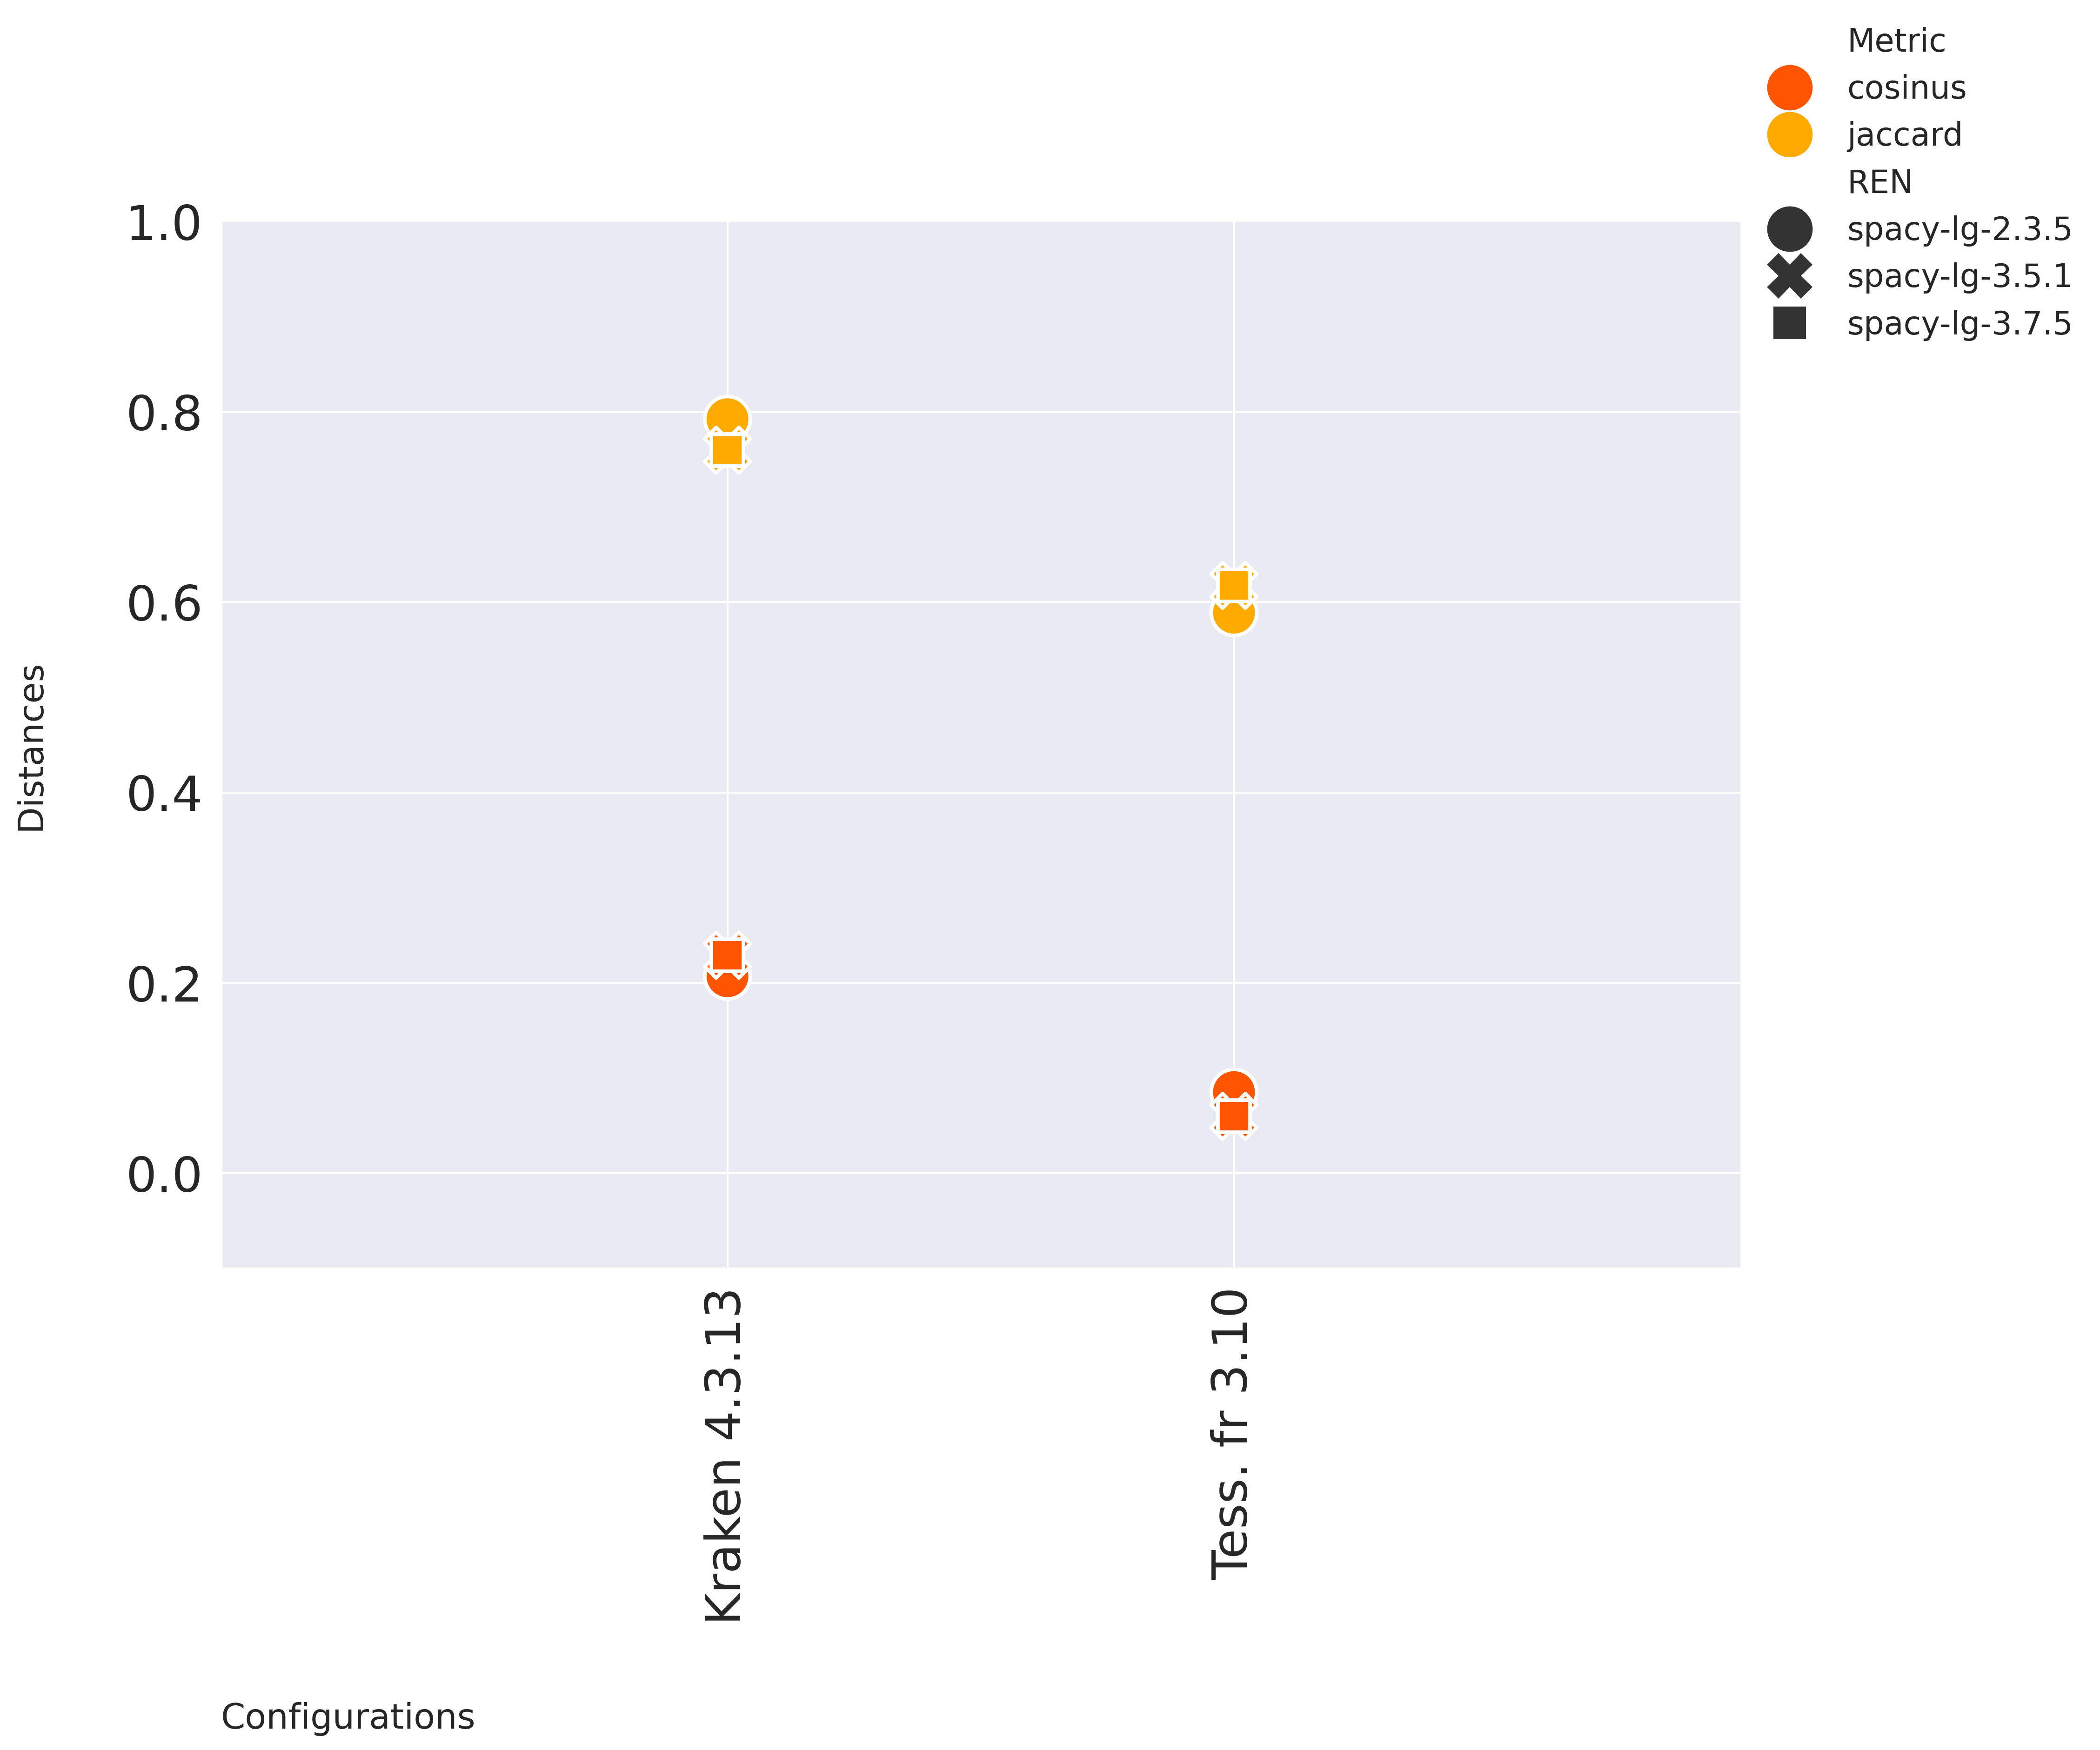 Metric
cosinus
jaccard
REN
spacy-lg-2.3.5
spacy-lg-3.5.1
spacy-lg-3.7.5
1.0
0.8
0.6
0.4
0.2
0.0
Distances
Kraken 4.3.13
Tess. fr 3.10
Configurations